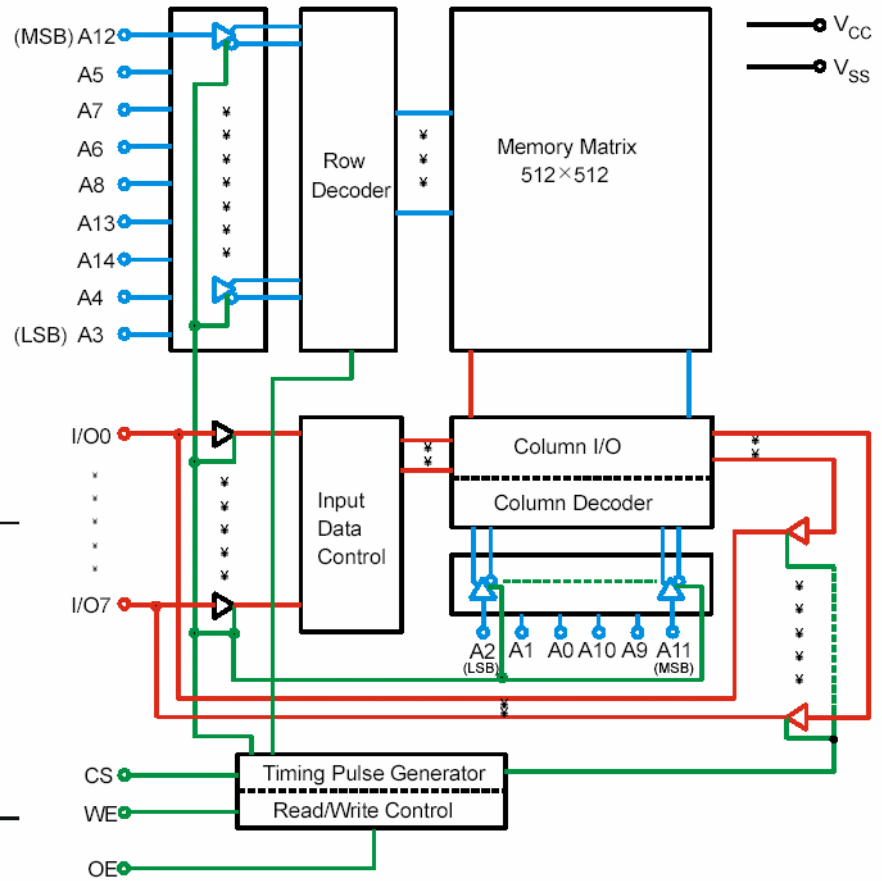 (MSB) A12
A5
A7
A6
A8
A13
A14
A4
(LSB) A3
¥
¥
¥
¥
¥
¥
¥
Row
Decoder
¥
¥
¥
Memory Matrix
512×512
VCC
VSS
I/O0
¥
¥
¥
¥
¥
I/O7
¥
¥
¥
¥
¥
Input
Data
Control
¥
¥
Column I/O
Column Decoder
¥
¥
A2 A1 A0 A10 A9 A11
(LSB) (MSB)
¥
¥
¥
¥
¥
¥
¥
CS
WE
OE
Timing Pulse Generator
Read/Write Control